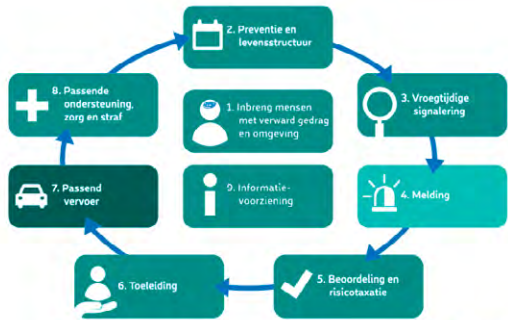 2. Preventie en
levensstructuur
8. Passende
ondersteuning,
zorg en straf
1. Inbreng mensen
met verward gedrag
en omgeving
3. Vroegtijdige
signalering
7. Passend
vervoer
9. Informatie-
voorziening
4. Melding
6. Toeleiding
5. Beoordeling en
risicotaxatie